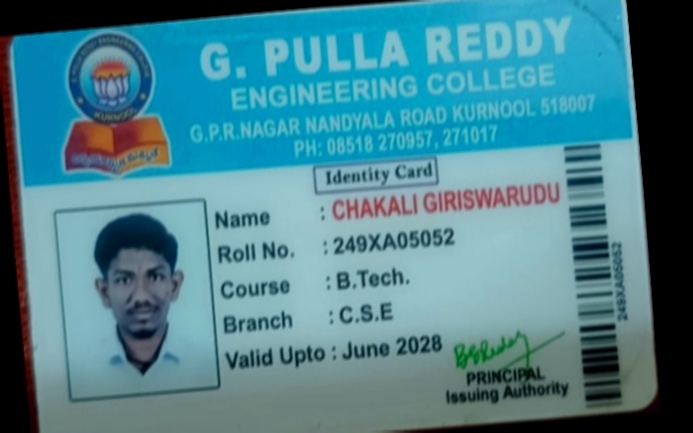 G. PULLA REDDY
ENGINEERING COLLEGE
G.P.R.NAGAR NANDYALA ROAD KURNOOL 518007
PH: 08518 270957, 271017
KURNOOL
Identity Card
Name : CHAKALI GIRISWARUDU
Roll No. : 249XA05052
Course : B.Tech.
Branch : C.S.E
Valid Upto : June 2028
PRINCIPAL
Issuing Authority
249XA05052